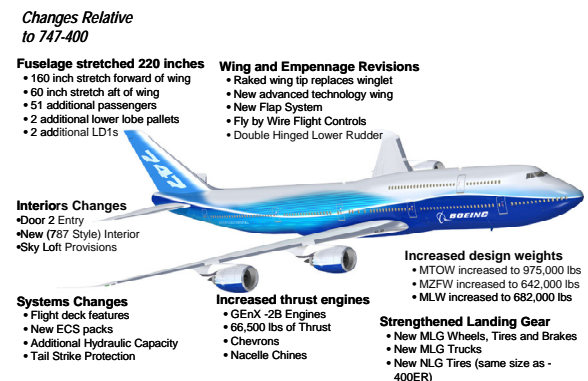 Changes Relative
to 747-400
Fuselage stretched 220 inches
• 160 inch stretch forward of wing
• 60 inch stretch aft of wing
• 51 additional passengers
• 2 additional lower lobe pallets
• 2 additional LD1s
Wing and Empennage Revisions
• Raked wing tip replaces winglet
• New advanced technology wing
• New Flap System
• Fly by Wire Flight Controls
• Double Hinged Lower Rudder
747
BOEING
Interiors Changes
•Door 2 Entry
•New (787 Style) Interior
•Sky Loft Provisions
Increased design weights
• MTOW increased to 975,000 lbs
• MZFW increased to 642,000 lbs
• MLW increased to 682,000 lbs
Systems Changes
• Flight deck features
• New ECS packs
• Additional Hydraulic Capacity
• Tail Strike Protection
Increased thrust engines
• GEnX -2B Engines
• 66,500 lbs of Thrust
• Chevrons
• Nacelle Chines
Strengthened Landing Gear
• New MLG Wheels, Tires and Brakes
• New MLG Trucks
• New NLG Tires (same size as -
400ER)